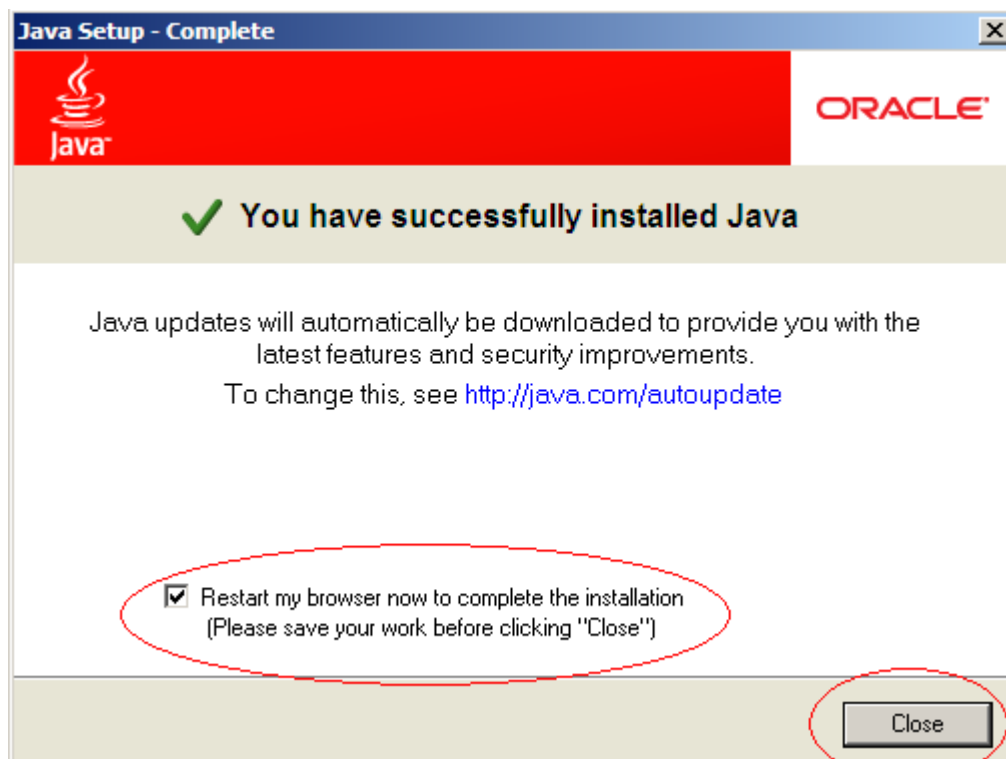 Java Setup - Complete
Java™
ORACLE®
You have successfully installed Java
Java updates will automatically be downloaded to provide you with the
latest features and security improvements.
To change this, see http://java.com/autoupdate
Restart my browser now to complete the installation
(Please save your work before clicking "Close")
Close